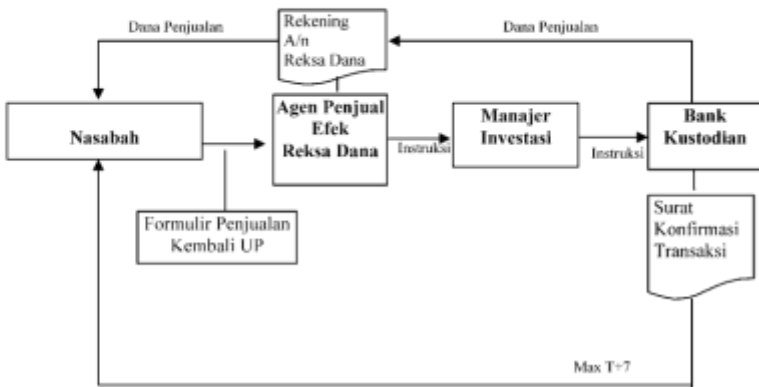 Dana Penjualan
Rekening
A/n
Reksa Dana
Dana Penjualan
Nasabah
Agen Penjual
Efek
Reksa Dana
Instruksi
Manajer
Investasi
Instruksi
Bank
Kustodian
Formulir Penjualan
Kembali UP
Surat
Konfirmasi
Transaksi
Max T+7